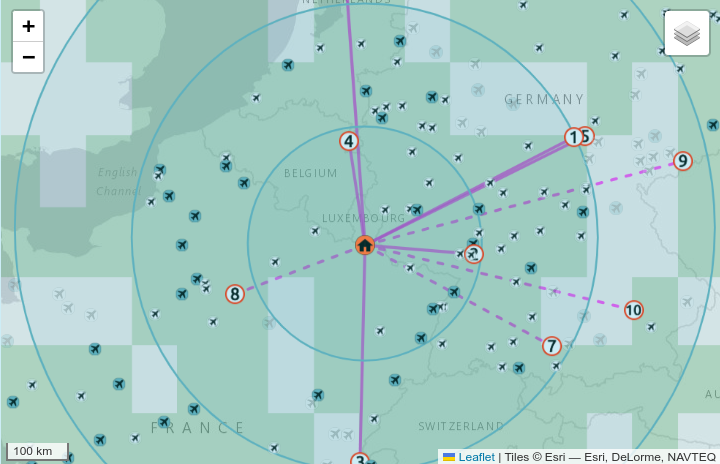 +
−
NETHERLANDS
GERMANY
4
1
5
English
Channel
BELGIUM
9
LUXEMBOURG
2
8
10
7
FRANCE
SWITZERLAND
AU
3
100 km
Leaflet | Tiles © Esri — Esri, DeLorme, NAVTEQ